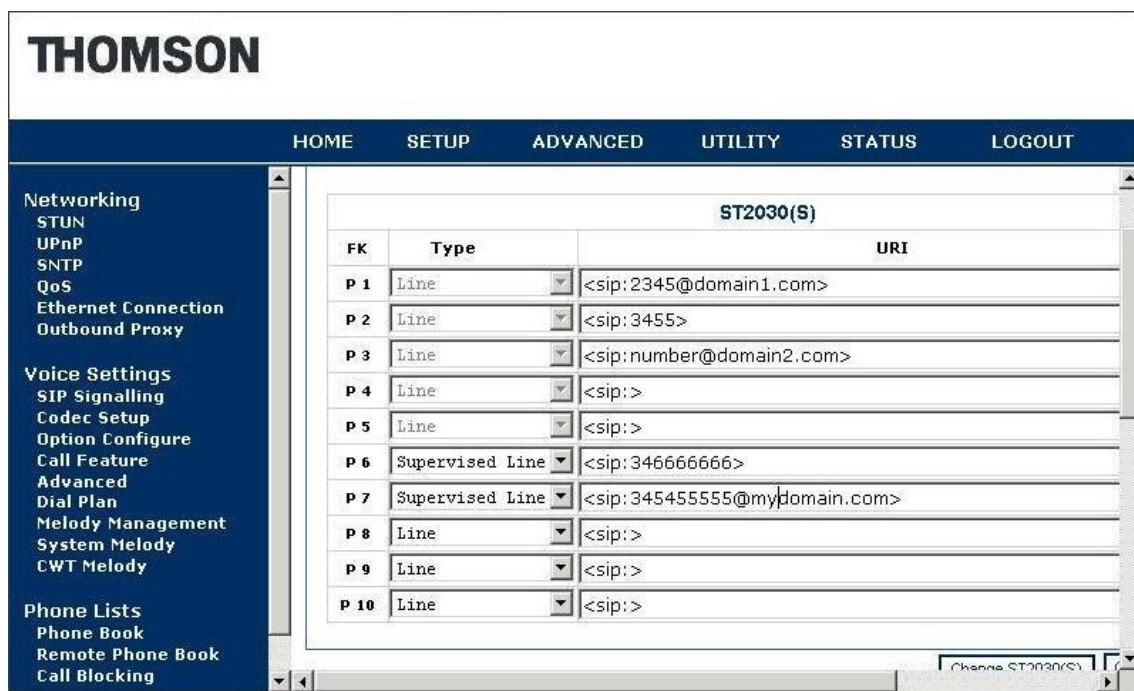 THOMSON
HOME SETUP ADVANCED UTILITY STATUS LOGOUT
Networking
STUN
UPnP
SNTP
QoS
Ethernet Connection
Outbound Proxy
Voice Settings
SIP Signalling
Codec Setup
Option Configure
Call Feature
Advanced
Dial Plan
Melody Management
System Melody
CWT Melody
Phone Lists
Phone Book
Remote Phone Book
Call Blocking
ST2030(S)
FK Type URI
P 1 Line <sip:2345@domain1.com>
P 2 Line <sip:3455>
P 3 Line <sip:number@domain2.com>
P 4 Line <sip:>
P 5 Line <sip:>
P 6 Supervised Line <sip:346666666>
P 7 Supervised Line <sip:345455555@mydomain.com>
P 8 Line <sip:>
P 9 Line <sip:>
P 10 Line <sip:>
Change ST2030(S)